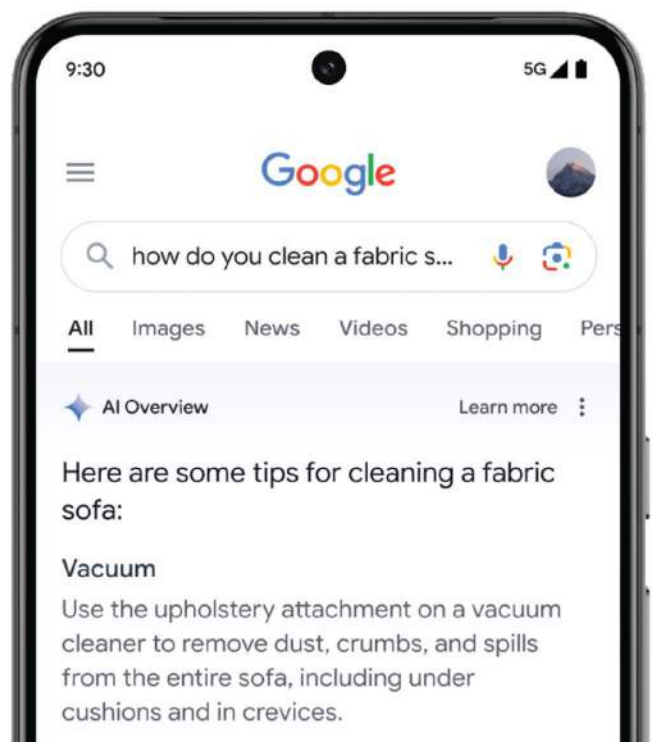 9:30 5G
Google
how do you clean a fabric s...
All Images News Videos Shopping Pers
AI Overview Learn more
Here are some tips for cleaning a fabric
sofa:
Vacuum
Use the upholstery attachment on a vacuum
cleaner to remove dust, crumbs, and spills
from the entire sofa, including under
cushions and in crevices.